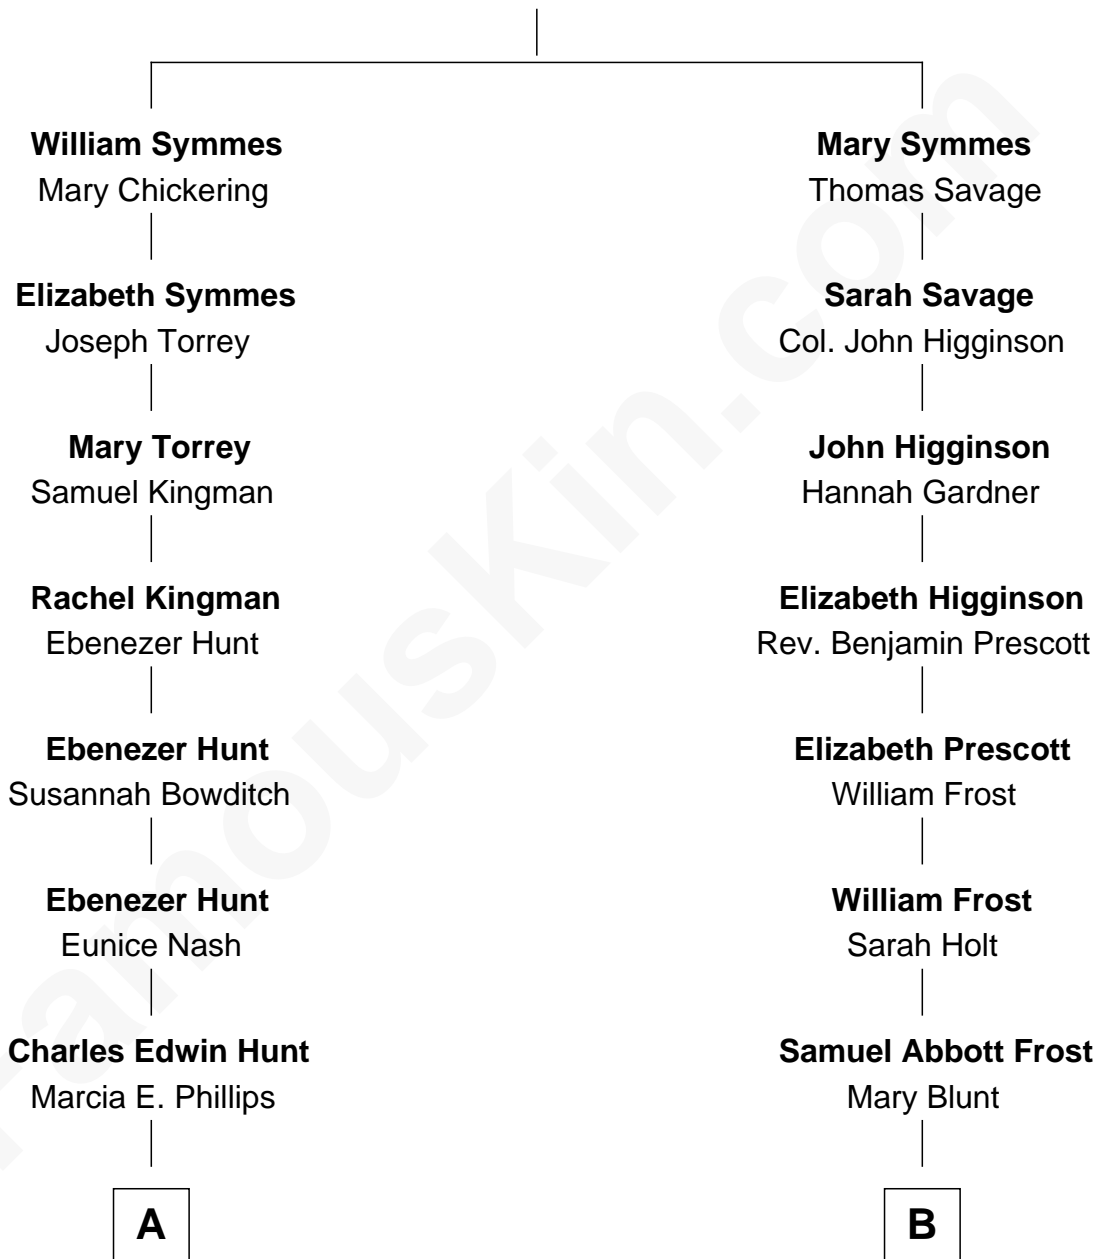 William Symmes
Mary Chickering
Elizabeth Symmes
Joseph Torrey
Mary Torrey
Samuel Kingman
Rachel Kingman
Ebenezer Hunt
Ebenezer Hunt
Susannah Bowditch
Ebenezer Hunt
Eunice Nash
Charles Edwin Hunt
Marcia E. Phillips
A
Mary Symmes
Thomas Savage
Sarah Savage
Col. John Higginson
John Higginson
Hannah Gardner
Elizabeth Higginson
Rev. Benjamin Prescott
Elizabeth Prescott
William Frost
William Frost
Sarah Holt
Samuel Abbott Frost
Mary Blunt
B
FamousKin.com